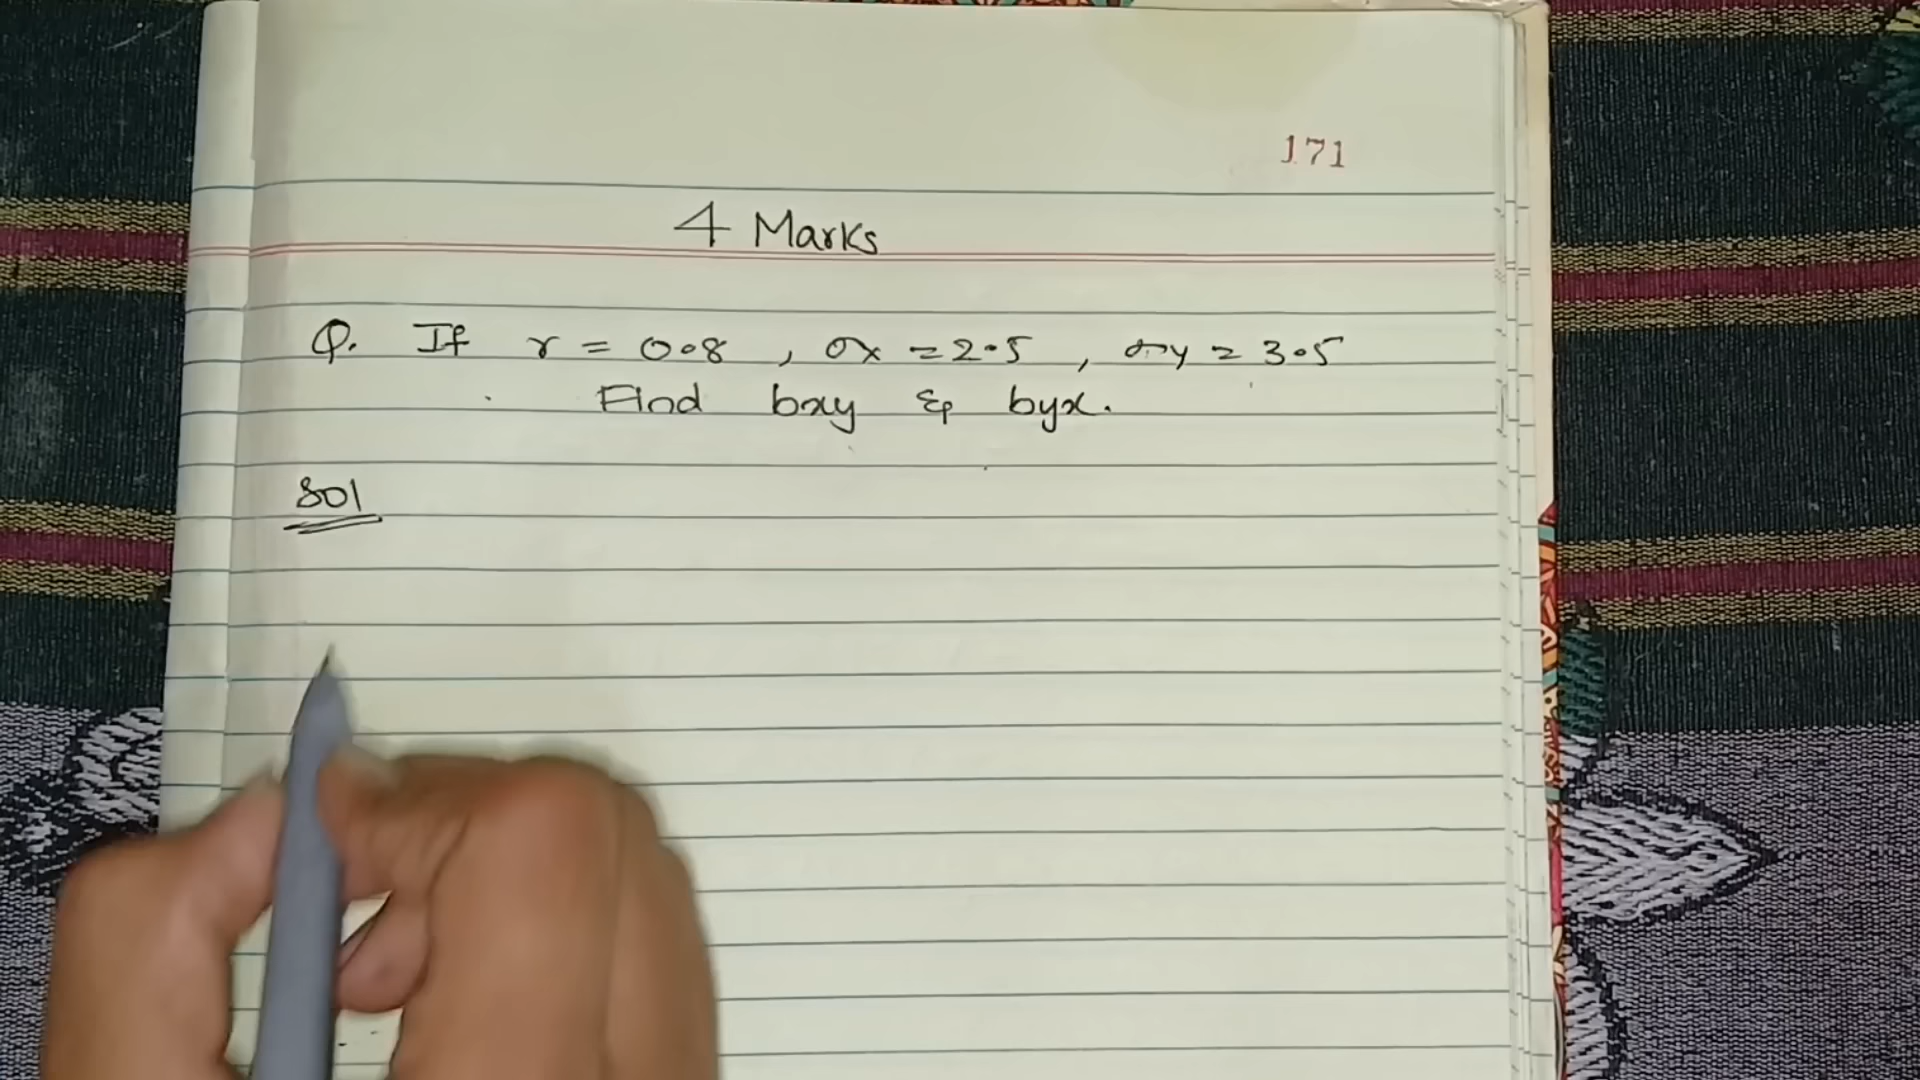 171
4 Marks
Q. If r = 0.8 , σx = 2.5 , σy = 3.5
Find bxy & byx.
Sol